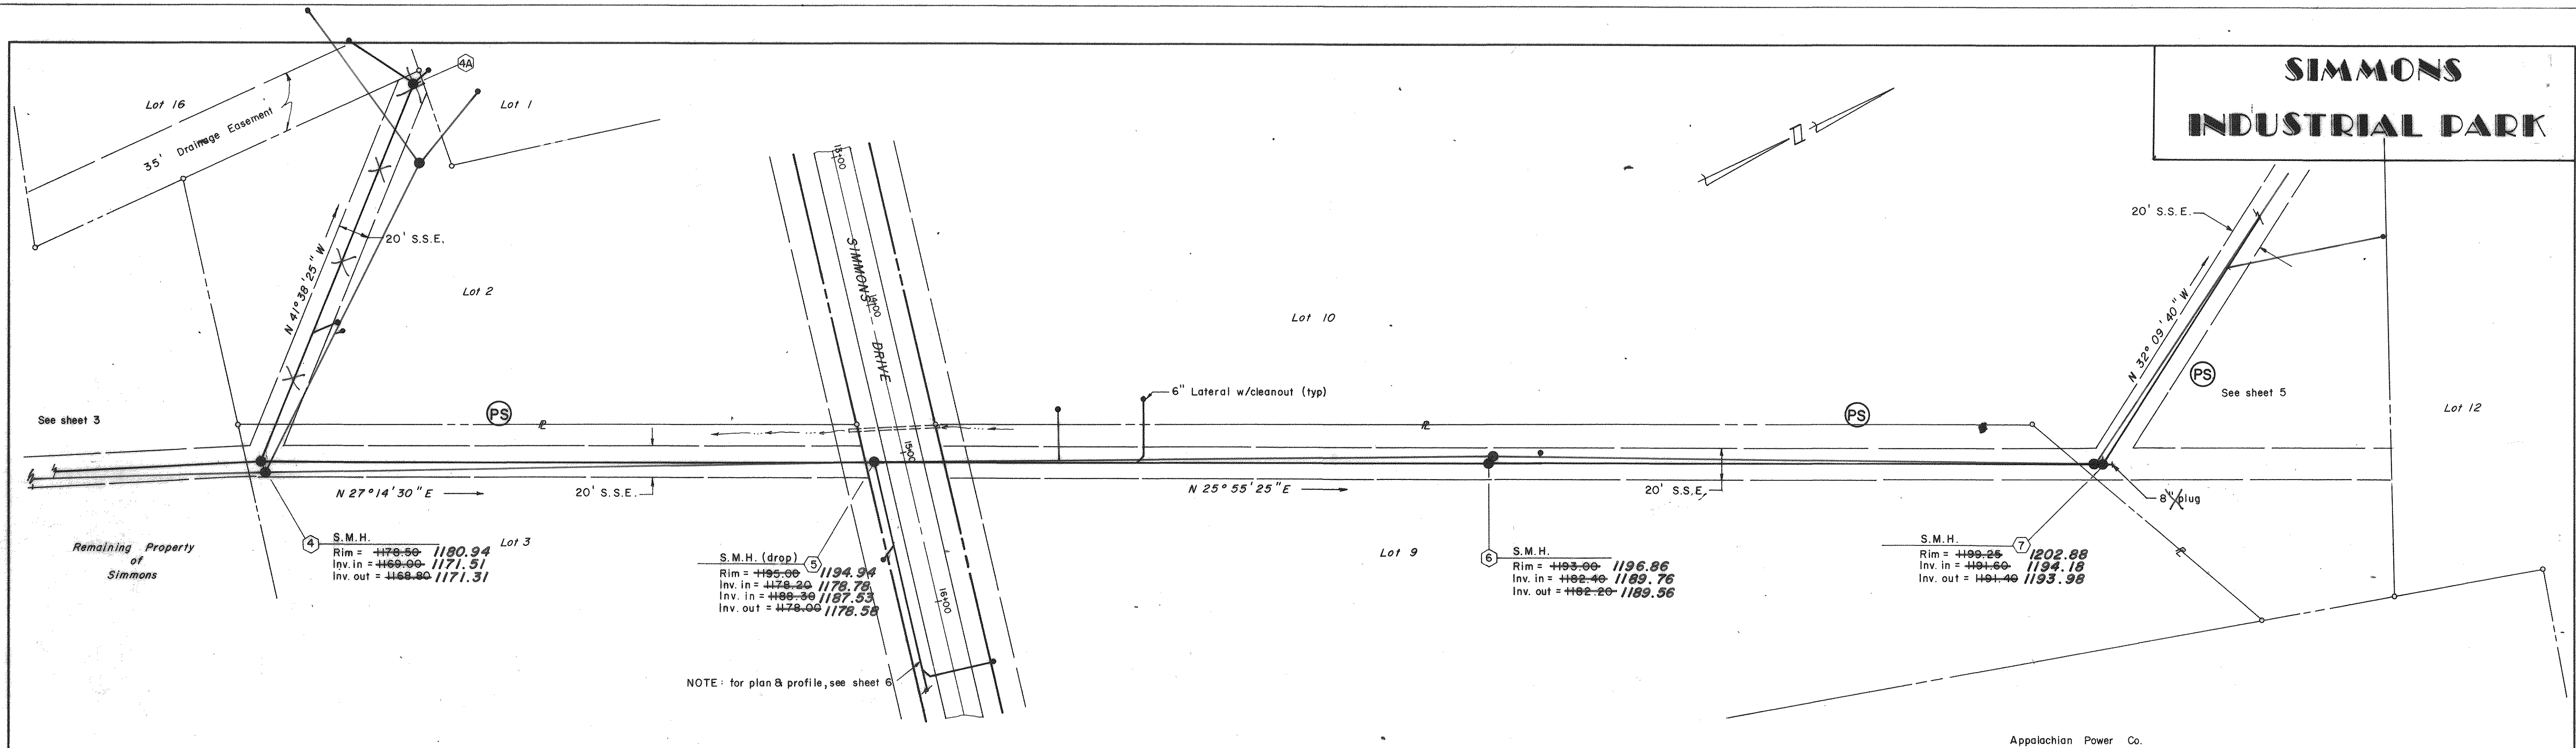 SIMMONS
INDUSTRIAL PARK
4A
Lot 16
Lot 1
35' Drainage Easement
13+00
20' S.S.E.
20' S.S.E.
N 41° 38' 25" W
SIMMONS DRIVE
14+00
Lot 2
Lot 10
N 32° 09' 40" W
PS
See sheet 5
6" Lateral w/cleanout (typ)
See sheet 3
PS
PS
Lot 12
15+00
N 27° 14' 30" E
20' S.S.E.
N 25° 55' 25" E
20' S.S.E.
8" plug
Remaining Property
of
Simmons
4
S.M.H.
Rim = 1178.50 1180.94
Inv. in = 1169.00 1171.51
Inv. out = 1168.80 1171.31
Lot 3
5
S.M.H. (drop)
Rim = 1195.00 1194.94
Inv. in = 1178.20 1178.78
Inv. in = 1188.30 1187.53
Inv. out = 1178.00 1178.58
16+00
Lot 9
6
S.M.H.
Rim = 1193.00 1196.86
Inv. in = 1182.40 1189.76
Inv. out = 1182.20 1189.56
7
S.M.H.
Rim = 1199.25 1202.88
Inv. in = 1191.60 1194.18
Inv. out = 1191.40 1193.98
NOTE: for plan & profile, see sheet 6
Appalachian Power Co.